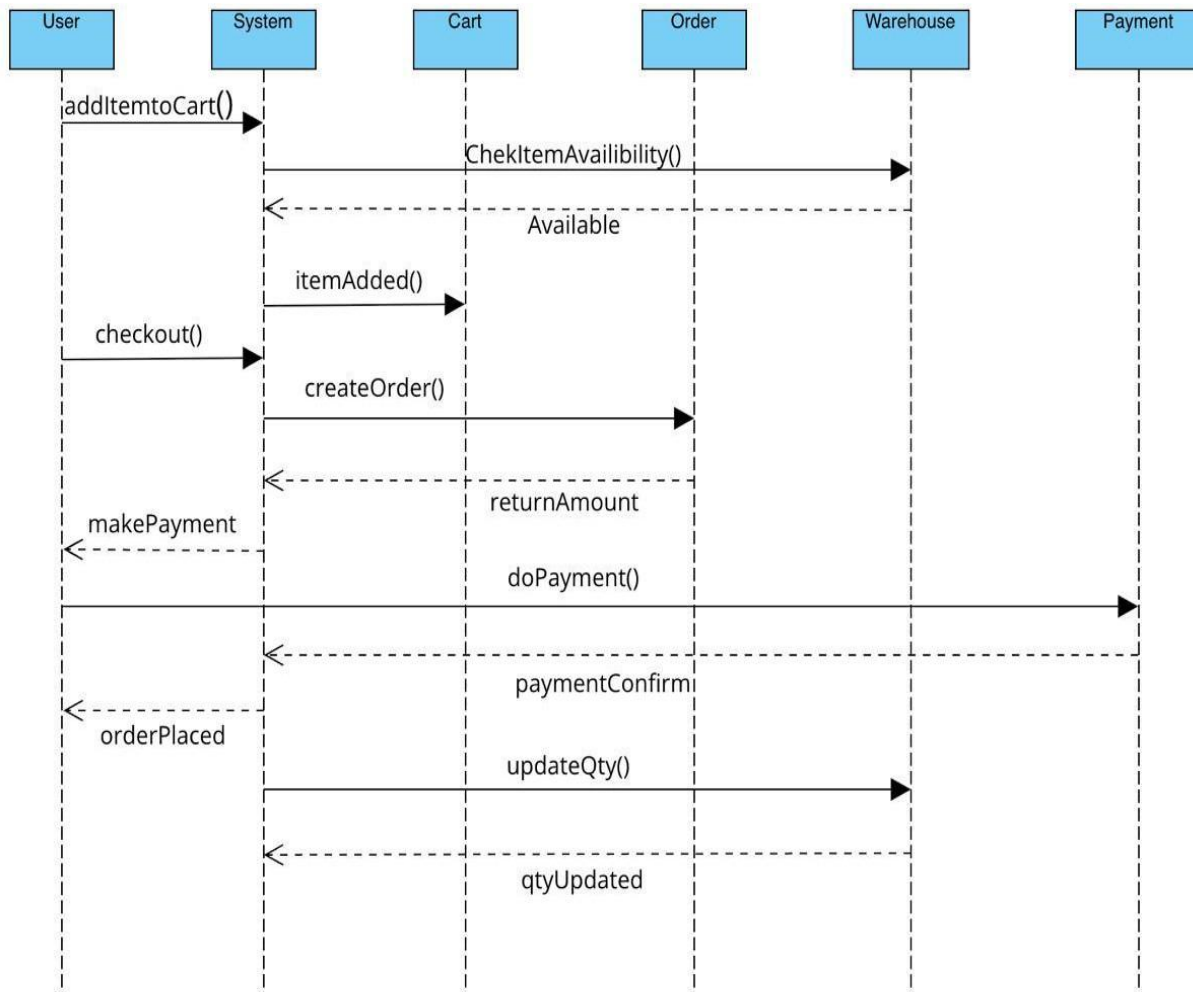 User
System
Cart
Order
Warehouse
Payment
addItemtoCart()
ChekItemAvailibility()
Available
itemAdded()
checkout()
createOrder()
returnAmount
makePayment
doPayment()
paymentConfirm
orderPlaced
updateQty()
qtyUpdated